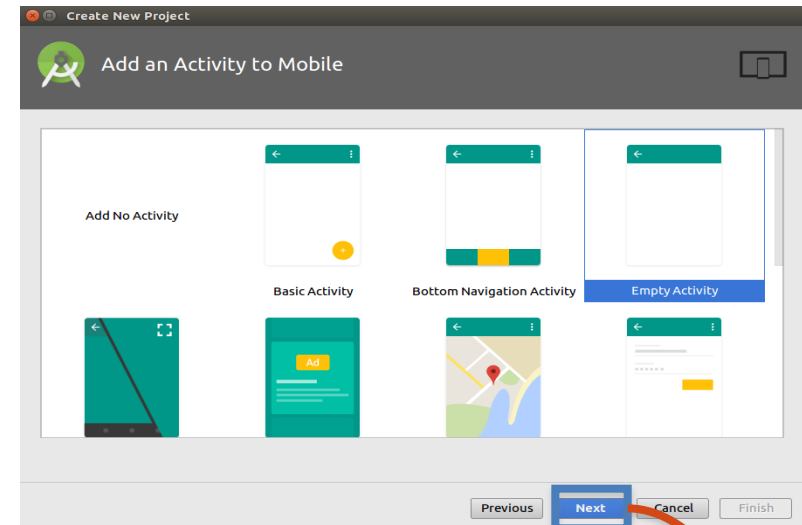 Create New Project
Add an Activity to Mobile
Add No Activity
Basic Activity
Bottom Navigation Activity
Empty Activity
Ad
Previous
Next
Cancel
Finish